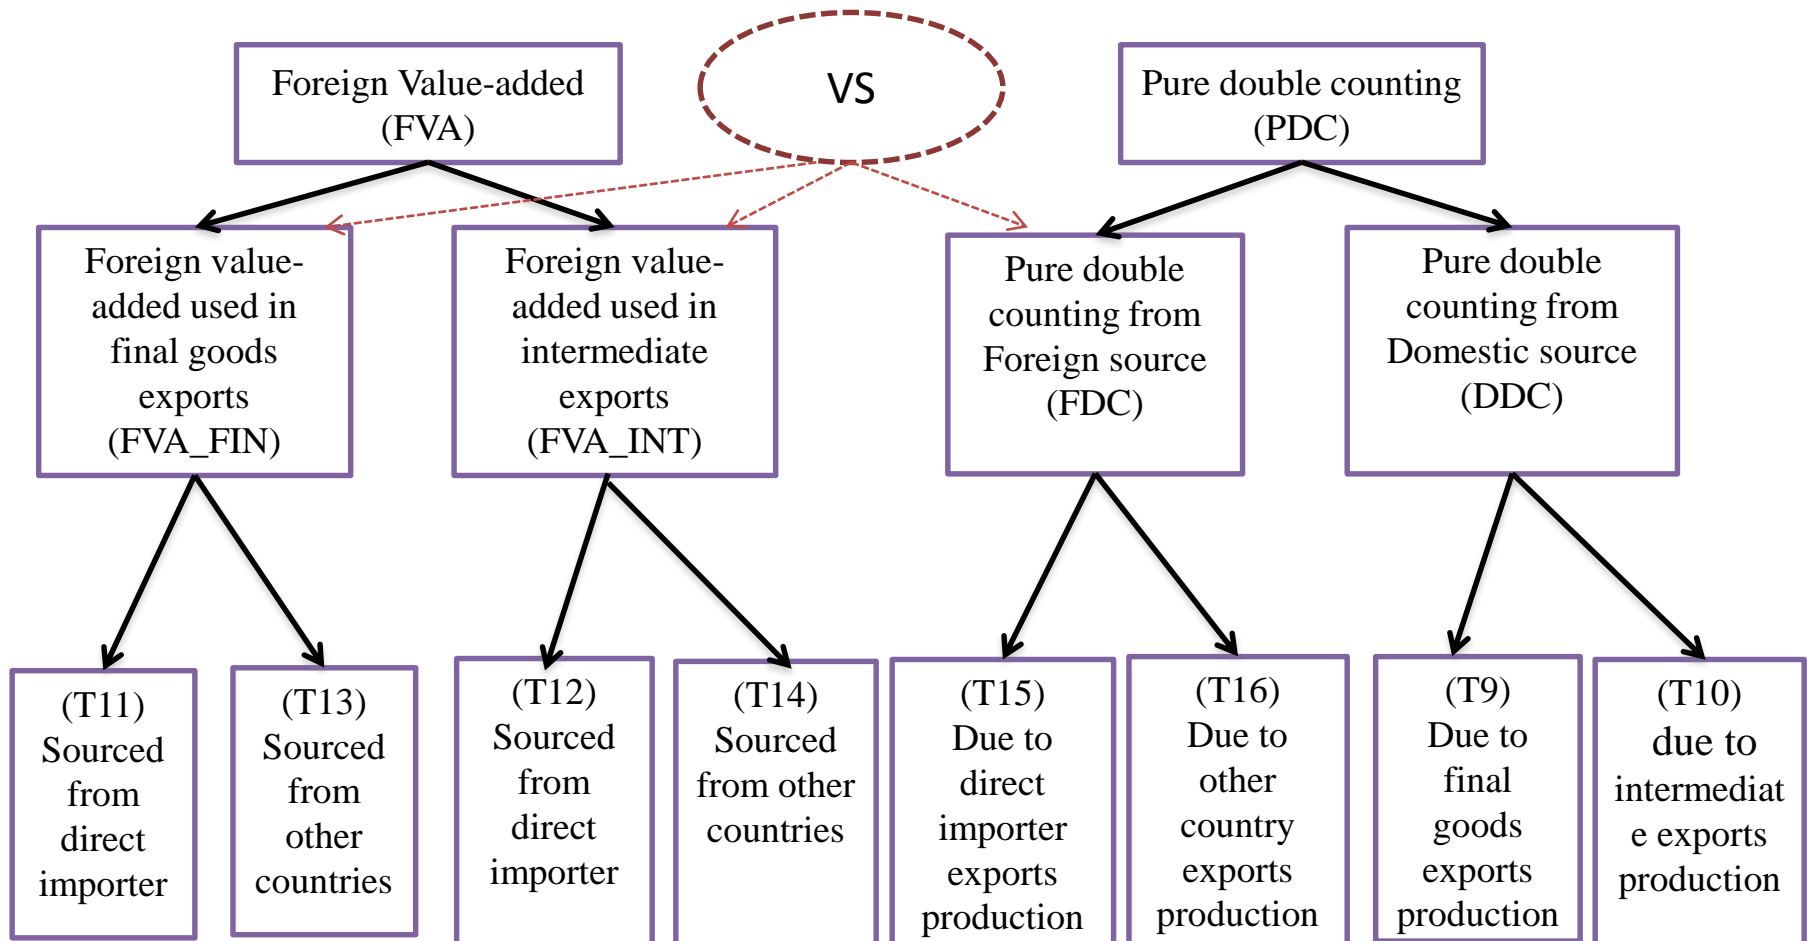 Foreign Value-added
(FVA)
VS
Pure double counting
(PDC)
Foreign value-
added used in
final goods
exports
(FVA_FIN)
Foreign value-
added used in
intermediate
exports
(FVA_INT)
Pure double
counting from
Foreign source
(FDC)
Pure double
counting from
Domestic source
(DDC)
(T11)
Sourced
from
direct
importer
(T13)
Sourced
from
other
countries
(T12)
Sourced
from
direct
importer
(T14)
Sourced
from other
countries
(T15)
Due to
direct
importer
exports
production
(T16)
Due to
other
country
exports
production
(T9)
Due to
final
goods
exports
production
(T10)
due to
intermediat
e exports
production